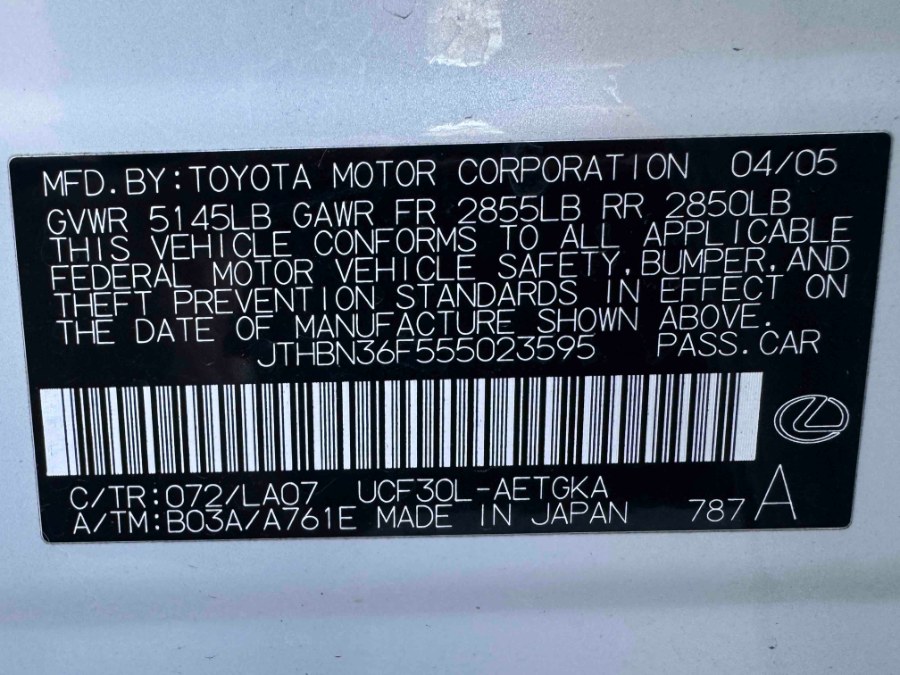 MFD.BY:TOYOTA MOTOR CORPORATION 04/05
GVWR 5145LB GAWR FR 2855LB RR 2850LB
THIS VEHICLE CONFORMS TO ALL APPLICABLE
FEDERAL MOTOR VEHICLE SAFETY,BUMPER,AND
THEFT PREVENTION STANDARDS IN EFFECT ON
THE DATE OF MANUFACTURE SHOWN ABOVE.
JTHBN36F555023595 PASS.CAR
C/TR:072/LA07 UCF30L-AETGKA
A/TM:B03A/A761E MADE IN JAPAN 787 A